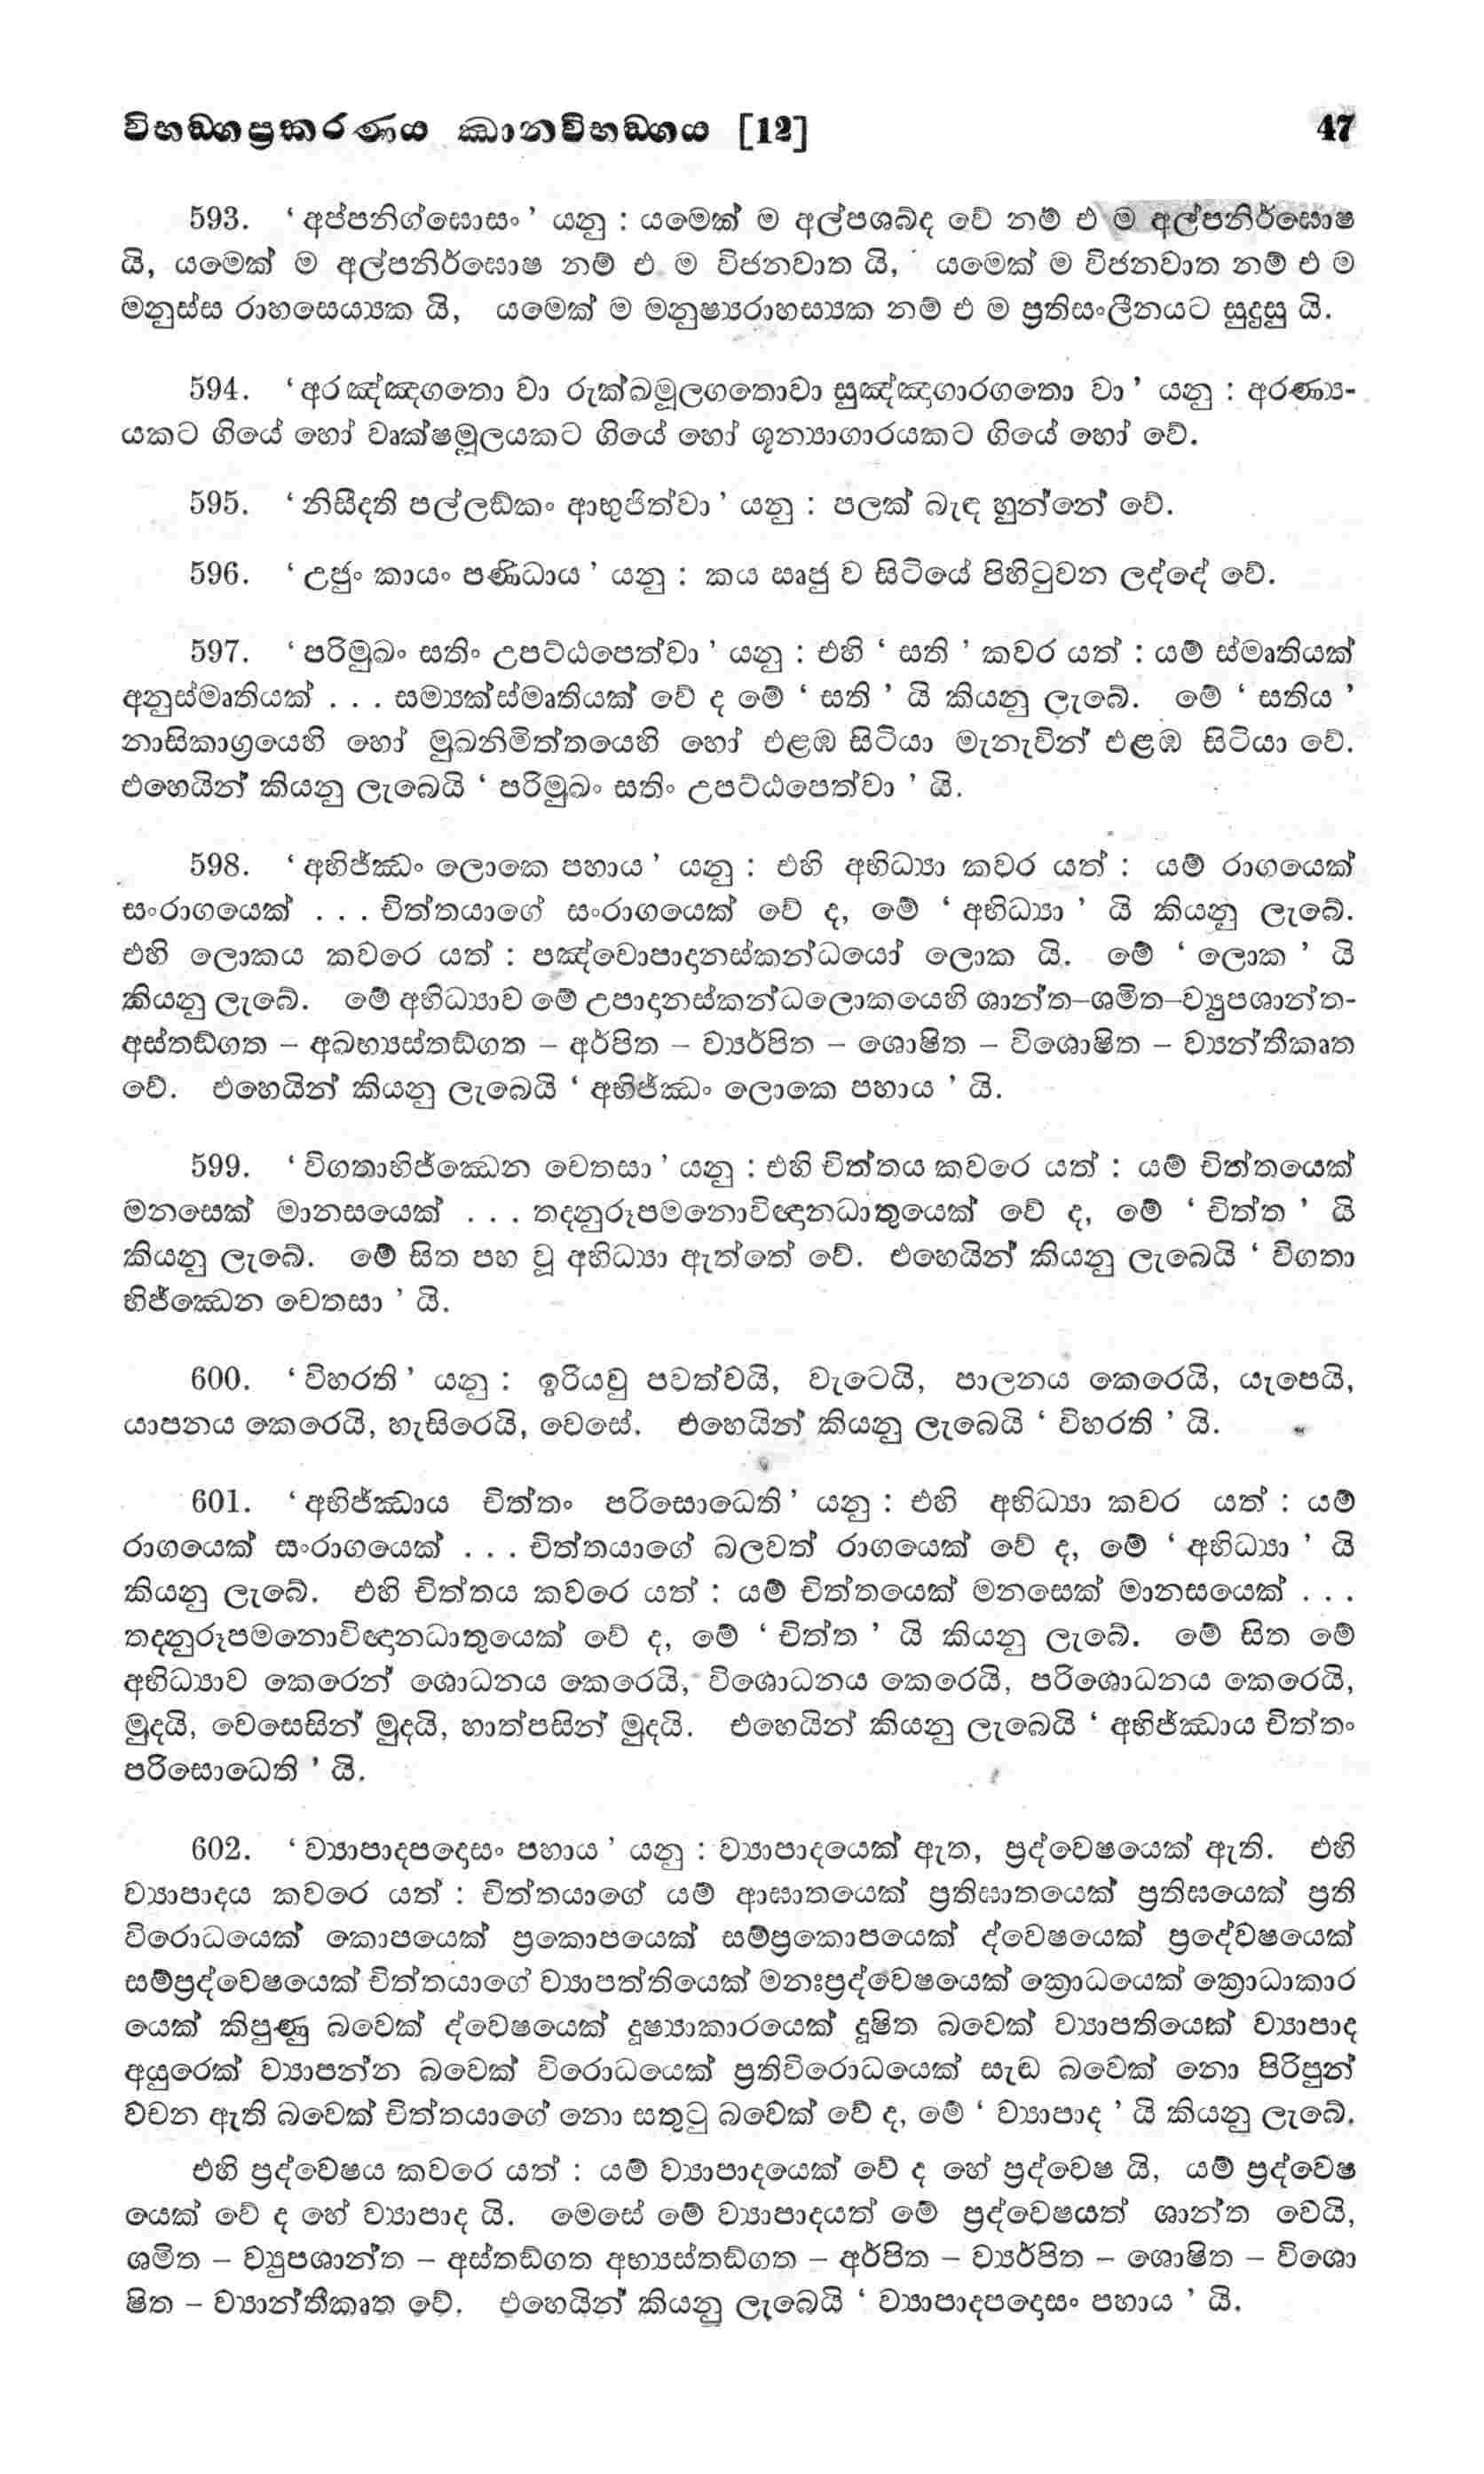 විභඞ්ගප්‍රකරණය ඣානවිභඞ්ගය [12] 47
593. ‘ අප්පනිග්ඝොසං ’ යනු : යමෙක් ම අල්පශබ්ද වේ නම් එ ම අල්පනිර්ඝොෂ
යි, යමෙක් ම අල්පනිර්ඝොෂ නම් එ ම විජනවාත යි, යමෙක් ම විජනවාත නම් එ ම
මනුස්ස රාහසෙය්‍යක යි, යමෙක් ම මනුෂ්‍යරාහස්‍යක නම් එ ම ප්‍රතිසංලීනයට සුදුසු යි.
594. ‘ අරඤ්ඤගතො වා රුක්ඛමූලගතොවා සුඤ්ඤාගාරගතො වා ’ යනු : අරණ්‍ය-
යකට ගියේ හෝ වෘක්ෂමූලයකට ගියේ හෝ ශූන්‍යාගාරයකට ගියේ හෝ වේ.
595. ‘ නිසීදති පල්ලඞ්කං ආභුජිත්වා ’ යනු : පලක් බැඳ හුන්නේ වේ.
596. ‘ උජුං කායං පණිධාය ’ යනු : කය ඍජු ව සිටියේ පිහිටුවන ලද්දේ වේ.
597. ‘ පරිමුඛං සතිං උපට්ඨපෙත්වා ’ යනු : එහි ‘ සති ’ කවර යත් : යම් ස්මෘතියක්
අනුස්මෘතියක් . . . සම්‍යක්ස්මෘතියක් වේ ද මේ ‘ සති ’ යි කියනු ලැබේ. මේ ‘ සතිය ’
නාසිකාග්‍රයෙහි හෝ මුඛනිමිත්තයෙහි හෝ එළඹ සිටියා මැනැවින් එළඹ සිටියා වේ.
එහෙයින් කියනු ලැබෙයි ‘ පරිමුඛං සතිං උපට්ඨපෙත්වා ’ යි.
598. ‘ අභිජ්ඣං ලොකෙ පහාය ’ යනු : එහි අභිධ්‍යා කවර යත් : යම් රාගයෙක්
සංරාගයෙක් . . . චිත්තයාගේ සංරාගයෙක් වේ ද, මේ ‘ අභිධ්‍යා ’ යි කියනු ලැබේ.
එහි ලොකය කවරෙ යත් : පඤ්චොපාදානස්කන්ධයෝ ලොක යි. මේ ‘ ලොක ’ යි
කියනු ලැබේ. මේ අභිධ්‍යාව මේ උපාදානස්කන්ධලොකයෙහි ශාන්ත–ශමිත–ව්‍යුපශාන්ත-
අස්තඞ්ගත – අඛභ්‍යස්තඞ්ගත – අර්පිත – ව්‍යර්පිත – ශොෂිත – විශොෂිත – ව්‍යන්තීකෘත
වේ. එහෙයින් කියනු ලැබෙයි ‘ අභිජ්ඣං ලොකෙ පහාය ’ යි.
599. ‘ විගතාභිජ්ඣෙන චෙතසා ’ යනු : එහි චිත්තය කවරෙ යත් : යම් චිත්තයෙක්
මනසෙක් මානසයෙක් . . . තදනුරූපමනොවිඥානධාතුයෙක් වේ ද, මේ ‘ චිත්ත ’ යි
කියනු ලැබේ. මේ සිත පහ වූ අභිධ්‍යා ඇත්තේ වේ. එහෙයින් කියනු ලැබෙයි ‘ විගතා
භිජ්ඣෙන චෙතසා ’ යි.
600. ‘ විහරති ’ යනු : ඉරියව් පවත්වයි, වැටෙයි, පාලනය කෙරෙයි, යැපෙයි,
යාපනය කෙරෙයි, හැසිරෙයි, වෙසේ. එහෙයින් කියනු ලැබෙයි ‘ විහරති ’ යි.
601. ‘ අභිජ්ඣාය චිත්තං පරිසොධෙති ’ යනු : එහි අභිධ්‍යා කවර යත් : යම්
රාගයෙක් සංරාගයෙක් . . . චිත්තයාගේ බලවත් රාගයෙක් වේ ද, මේ ‘ අභිධ්‍යා ’ යි
කියනු ලැබේ. එහි චිත්තය කවරෙ යත් : යම් චිත්තයෙක් මනසෙක් මානසයෙක් . . .
තදනුරූපමනොවිඥානධාතුයෙක් වේ ද, මේ ‘ චිත්ත ’ යි කියනු ලැබේ. මේ සිත මේ
අභිධ්‍යාව කෙරෙන් ශොධනය කෙරෙයි, විශොධනය කෙරෙයි, පරිශොධනය කෙරෙයි,
මුදයි, වෙසෙසින් මුදයි, හාත්පසින් මුදයි. එහෙයින් කියනු ලැබෙයි ‘ අභිජ්ඣාය චිත්තං
පරිසොධෙති ’ යි.
602. ‘ ව්‍යාපාදපදොසං පහාය ’ යනු : ව්‍යාපාදයෙක් ඇත, ප්‍රද්වෙෂයෙක් ඇති. එහි
ව්‍යාපාදය කවරෙ යත් : චිත්තයාගේ යම් ආඝාතයෙක් ප්‍රතිඝාතයෙක් ප්‍රතිඝයෙක් ප්‍රති
විරොධයෙක් කොපයෙක් ප්‍රකොපයෙක් සම්ප්‍රකොපයෙක් ද්වෙෂයෙක් ප්‍රදේවෂයෙක්
සම්ප්‍රද්වෙෂයෙක් චිත්තයාගේ ව්‍යාපත්තියෙක් මනඃප්‍රද්වෙෂයෙක් ක්‍රොධයෙක් ක්‍රොධාකාර
යෙක් කිපුණු බවෙක් ද්වෙෂයෙක් දූෂ්‍යාකාරයෙක් දූෂිත බවෙක් ව්‍යාපතියෙක් ව්‍යාපාද
අයුරෙක් ව්‍යාපන්න බවෙක් විරොධයෙක් ප්‍රතිවිරොධයෙක් සැඬ බවෙක් නො පිරිපුන්
වචන ඇති බවෙක් චිත්තයාගේ නො සතුටු බවෙක් වේ ද, මේ ‘ ව්‍යාපාද ’ යි කියනු ලැබේ.
එහි ප්‍රද්වෙෂය කවරෙ යත් : යම් ව්‍යාපාදයෙක් වේ ද හේ ප්‍රද්වෙෂ යි, යම් ප්‍රද්වෙෂ
යෙක් වේ ද හේ ව්‍යාපාද යි. මෙසේ මේ ව්‍යාපාදයත් මේ ප්‍රද්වෙෂයත් ශාන්ත වෙයි,
ශමිත – ව්‍යුපශාන්ත – අස්තඞ්ගත අභ්‍යස්තඞ්ගත – අර්පිත – ව්‍යර්පිත – ශොෂිත – විශො
ෂිත – ව්‍යාන්තීකෘත වේ. එහෙයින් කියනු ලැබෙයි ‘ ව්‍යාපාදපදොසං පහාය ’ යි.